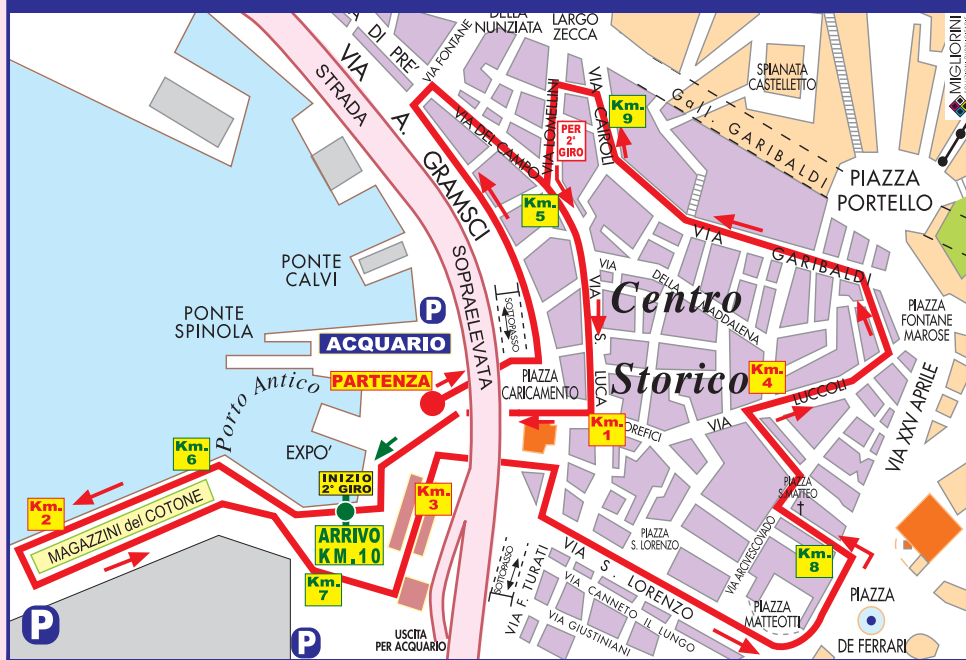 DELLA
NUNZIATA
LARGO
ZECCA
VIA FONTANE
DI PRE'
VIA
A.
GRAMSCI
STRADA
SOPRAELEVATA
VIA DEL CAMPO
VIA LOMELLINI
PER
2°
GIRO
VIA CAIROLI
Km.
9
Gall. GARIBALDI
SPIANATA
CASTELLETTO
MIGLIORINI
PIAZZA
PORTELLO
Km.
5
VIA GARIBALDI
PONTE
CALVI
PONTE
SPINOLA
P
ACQUARIO
PARTENZA
SOTTOPASSO
PIAZZA
CARICAMENTO
VIA S. LUCA
VIA DELLA MADDALENA
Centro
Storico
PIAZZA
FONTANE
MAROSE
Km.
4
VIA LUCCOLI
VIA XXV APRILE
Km.
1
OREFICI
Porto Antico
EXPO'
Km.
6
INIZIO
2° GIRO
ARRIVO
KM.10
Km.
2
MAGAZZINI del COTONE
Km.
3
Km.
7
PIAZZA
S.MATTEO
PIAZZA
S. LORENZO
VIA ARCIVESCOVADO
Km.
8
VIA S. LORENZO
SOTTOPASSO
VIA F. TURATI
VIA CANNETO IL LUNGO
VIA GIUSTINIANI
PIAZZA
MATTEOTTI
PIAZZA
DE FERRARI
USCITA
PER ACQUARIO
P
P